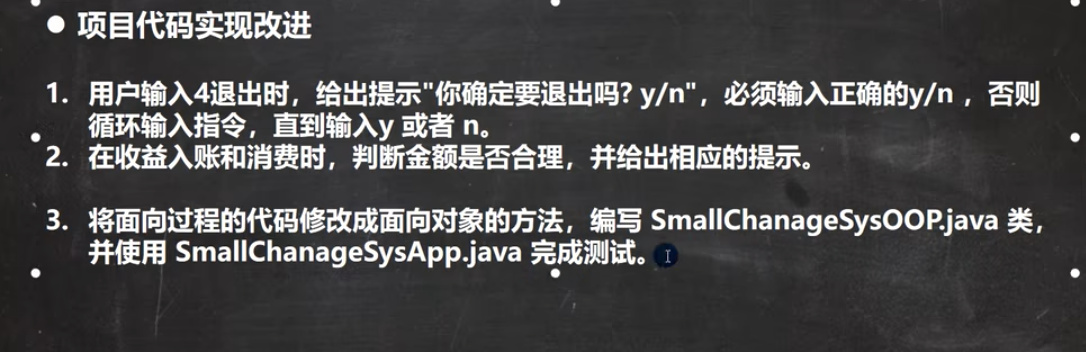 ● 项目代码实现改进
1. 用户输入4退出时，给出提示"你确定要退出吗? y/n"，必须输入正确的y/n ，否则
循环输入指令，直到输入y 或者 n。
2. 在收益入账和消费时，判断金额是否合理，并给出相应的提示。
3. 将面向过程的代码修改成面向对象的方法，编写 SmallChanageSysOOP.java 类，
并使用 SmallChanageSysApp.java 完成测试。